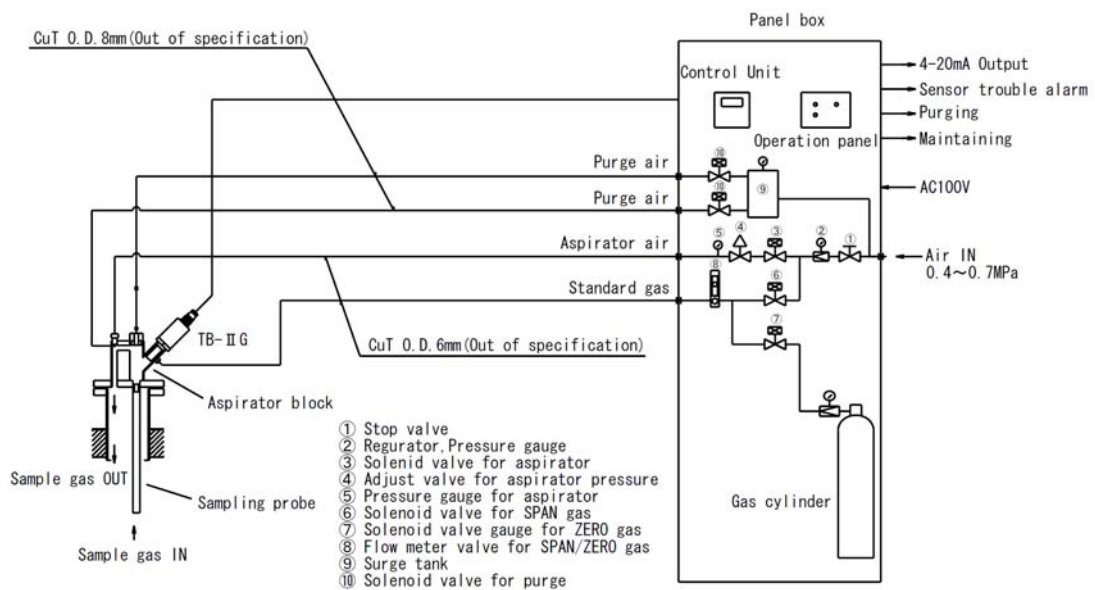 Panel box
CuT O.D.8mm(Out of specification)
Control Unit
4-20mA Output
Sensor trouble alarm
Purging
Operation panel
Maintaining
⑩
Purge air
⑨
AC100V
⑩
Purge air
⑤
④
③
②
①
Aspirator air
Air IN
0.4~0.7MPa
⑧
⑥
Standard gas
⑦
TB-ⅡG
CuT O.D.6mm(Out of specification)
Aspirator block
① Stop valve
② Regurator,Pressure gauge
③ Solenid valve for aspirator
④ Adjust valve for aspirator pressure
⑤ Pressure gauge for aspirator
⑥ Solenoid valve for SPAN gas
⑦ Solenoid valve gauge for ZERO gas
⑧ Flow meter valve for SPAN/ZERO gas
⑨ Surge tank
⑩ Solenoid valve for purge
Sample gas OUT
Sampling probe
Sample gas IN
Gas cylinder